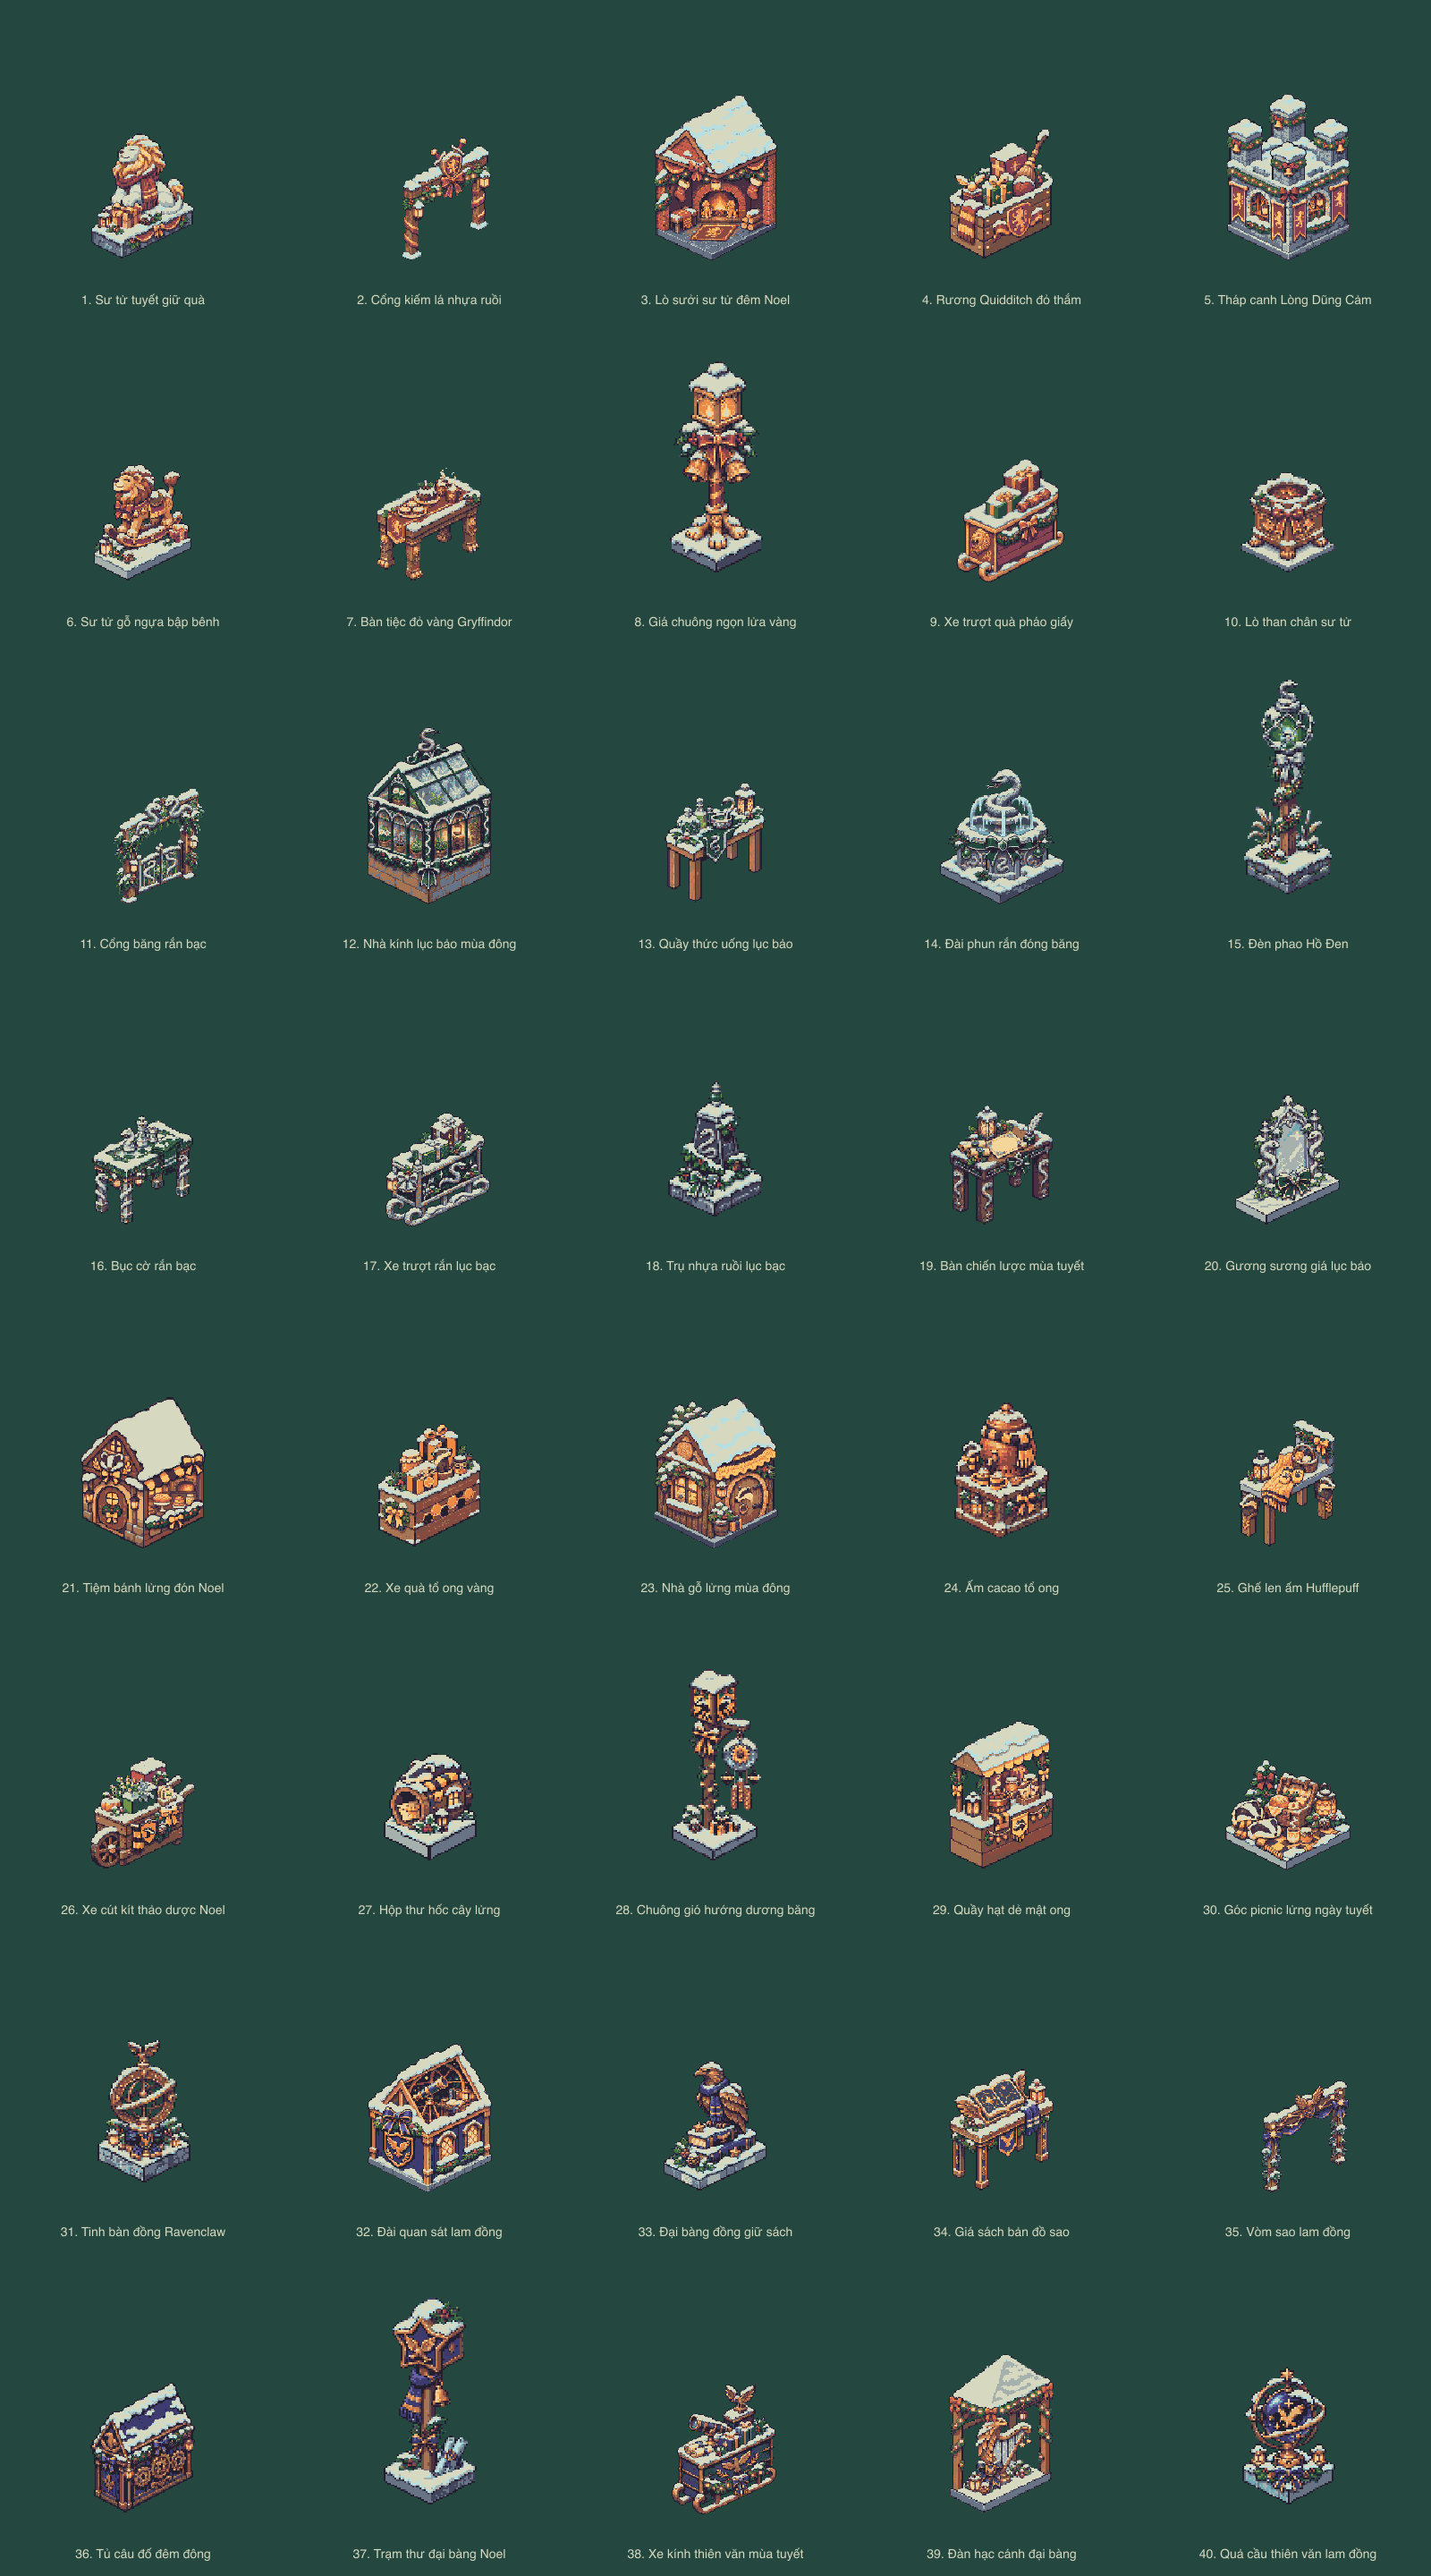 1. Sư tử tuyết giữ quà
2. Cổng kiếm lá nhựa ruồi
3. Lò sưởi sư tử đêm Noel
4. Rương Quidditch đỏ thắm
5. Tháp canh Lòng Dũng Cảm
6. Sư tử gỗ ngựa bập bênh
7. Bàn tiệc đỏ vàng Gryffindor
8. Giá chuông ngọn lửa vàng
9. Xe trượt quà pháo giấy
10. Lò than chân sư tử
11. Cổng băng rắn bạc
12. Nhà kính lục bảo mùa đông
13. Quầy thức uống lục bảo
14. Đài phun rắn đóng băng
15. Đèn phao Hồ Đen
16. Bục cờ rắn bạc
17. Xe trượt rắn lục bạc
18. Trụ nhựa ruồi lục bạc
19. Bàn chiến lược mùa tuyết
20. Gương sương giá lục bảo
21. Tiệm bánh lửng đón Noel
22. Xe quà tổ ong vàng
23. Nhà gỗ lửng mùa đông
24. Ấm cacao tổ ong
25. Ghế len ấm Hufflepuff
26. Xe cút kít thảo dược Noel
27. Hộp thư hốc cây lửng
28. Chuông gió hướng dương băng
29. Quầy hạt dẻ mật ong
30. Góc picnic lửng ngày tuyết
31. Tinh bàn đồng Ravenclaw
32. Đài quan sát lam đồng
33. Đại bàng đồng giữ sách
34. Giá sách bản đồ sao
35. Vòm sao lam đồng
36. Tủ câu đố đêm đông
37. Trạm thư đại bàng Noel
38. Xe kính thiên văn mùa tuyết
39. Đàn hạc cánh đại bàng
40. Quả cầu thiên văn lam đồng